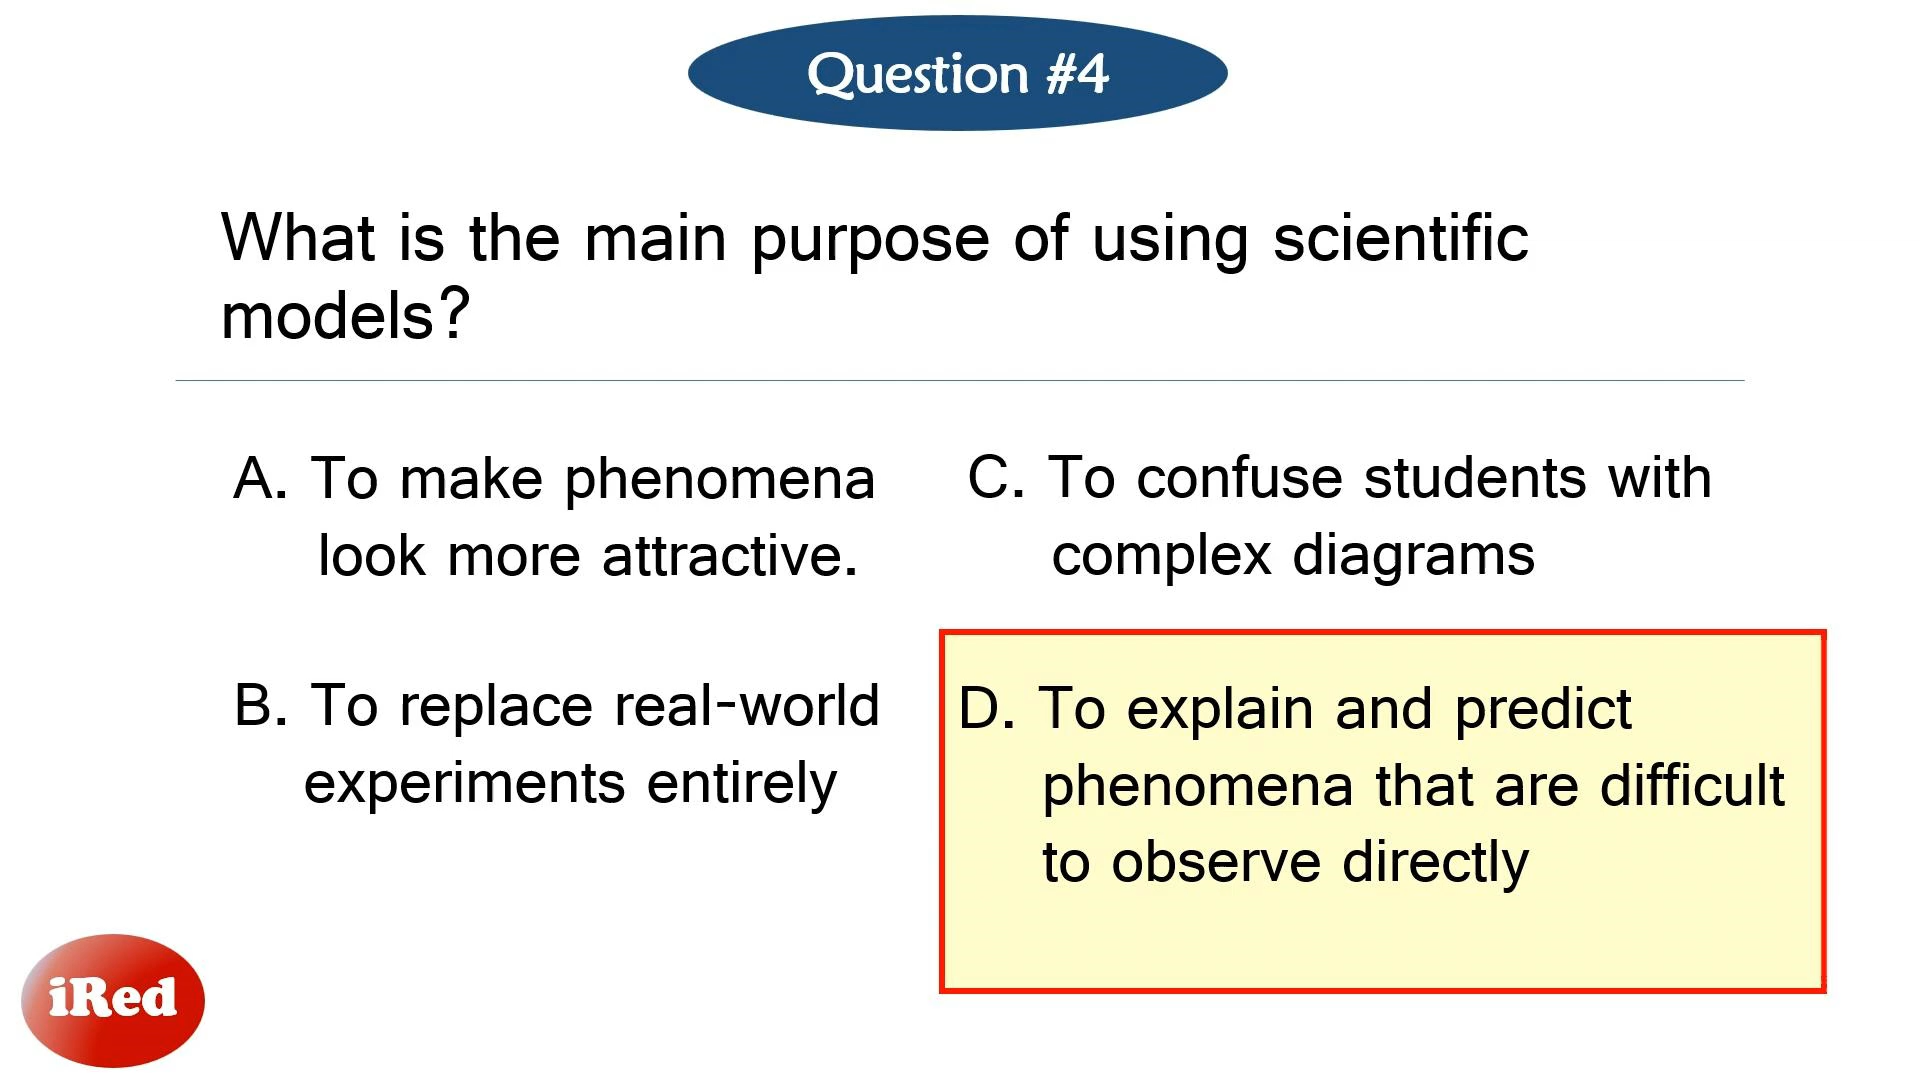 Question #4
What is the main purpose of using scientific
models?
A. To make phenomena
look more attractive.
B. To replace real-world
experiments entirely
C. To confuse students with
complex diagrams
D. To explain and predict
phenomena that are difficult
to observe directly
iRed